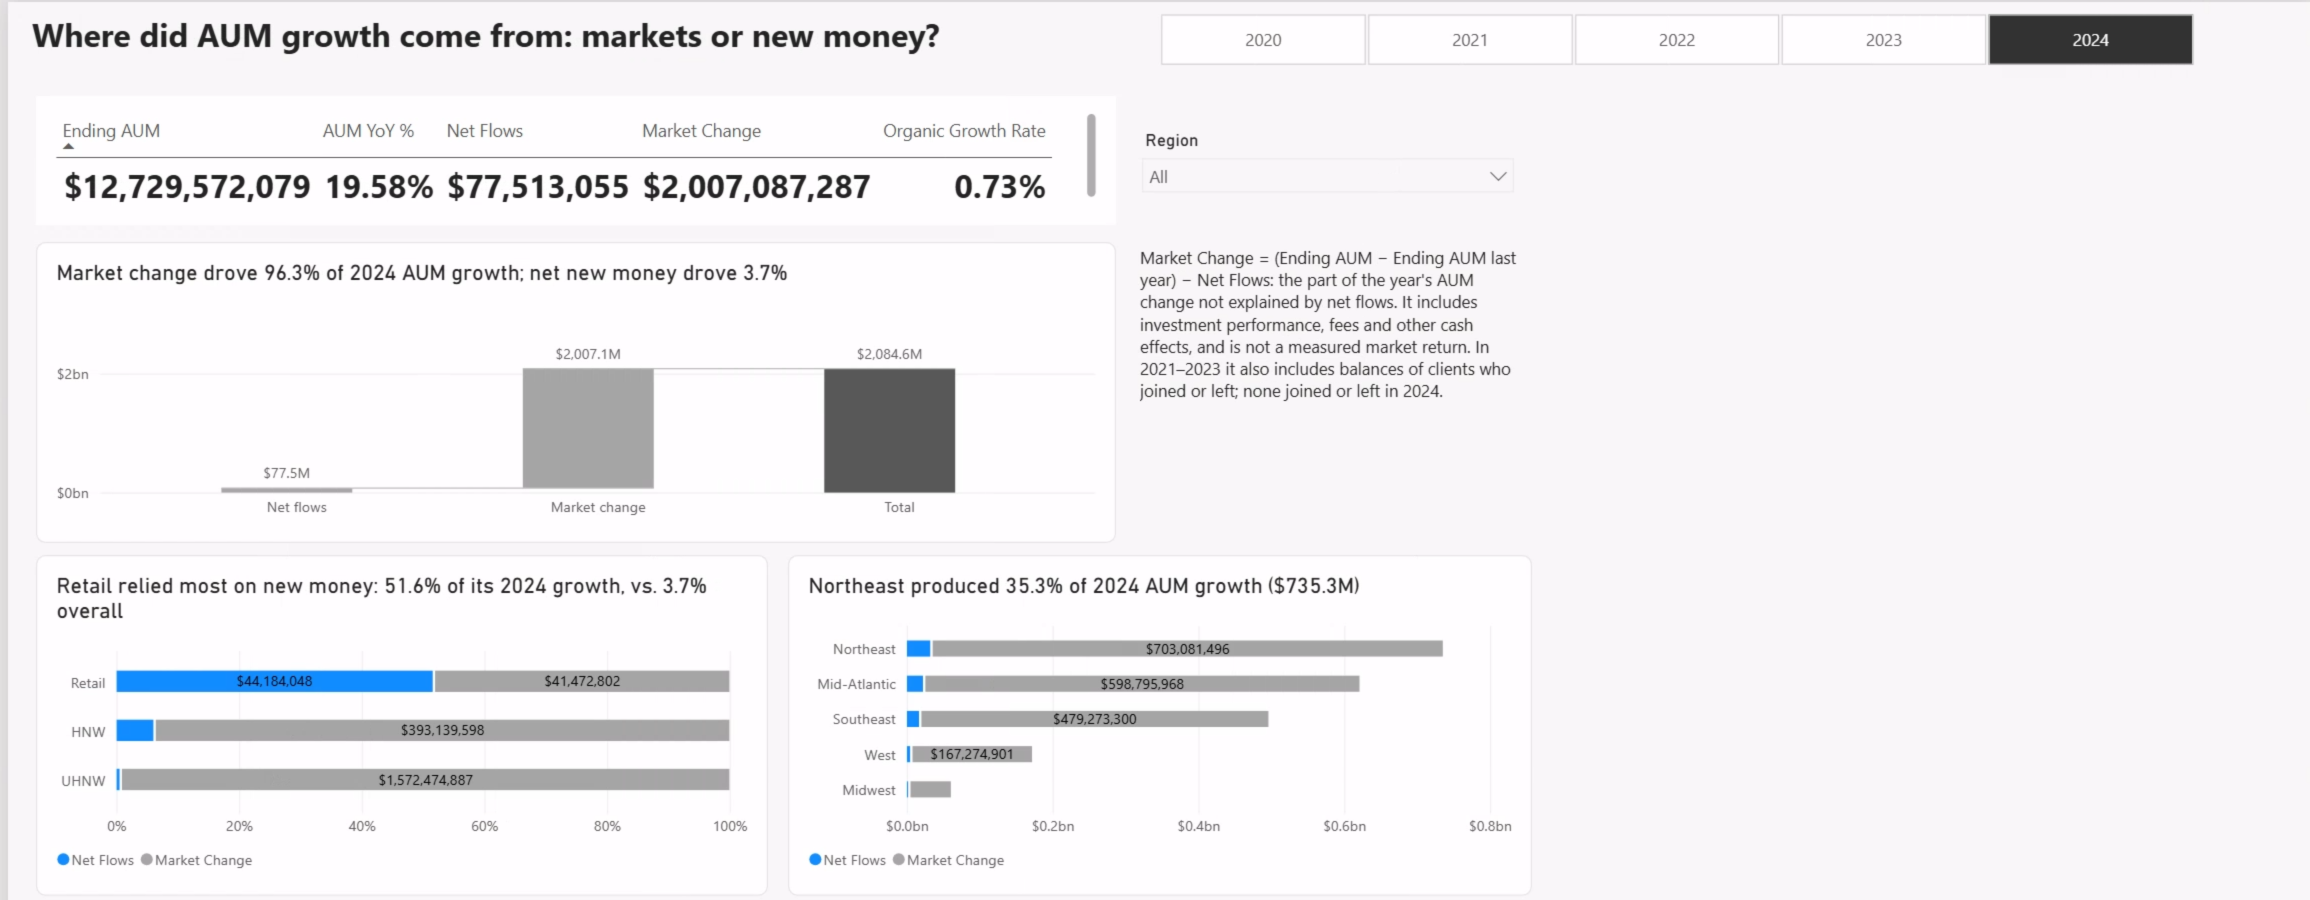 Where did AUM growth come from: markets or new money?
2020 2021 2022 2023 2024
Ending AUM AUM YoY % Net Flows Market Change Organic Growth Rate
$12,729,572,079 19.58% $77,513,055 $2,007,087,287 0.73%
Region
All
Market change drove 96.3% of 2024 AUM growth; net new money drove 3.7%
$2bn
$0bn
$77.5M
$2,007.1M
$2,084.6M
Net flows Market change Total
Market Change = (Ending AUM − Ending AUM last
year) − Net Flows: the part of the year's AUM
change not explained by net flows. It includes
investment performance, fees and other cash
effects, and is not a measured market return. In
2021–2023 it also includes balances of clients who
joined or left; none joined or left in 2024.
Retail relied most on new money: 51.6% of its 2024 growth, vs. 3.7%
overall
Retail $44,184,048 $41,472,802
HNW $393,139,598
UHNW $1,572,474,887
0% 20% 40% 60% 80% 100%
Net Flows Market Change
Northeast produced 35.3% of 2024 AUM growth ($735.3M)
Northeast $703,081,496
Mid-Atlantic $598,795,968
Southeast $479,273,300
West $167,274,901
Midwest
$0.0bn $0.2bn $0.4bn $0.6bn $0.8bn
Net Flows Market Change